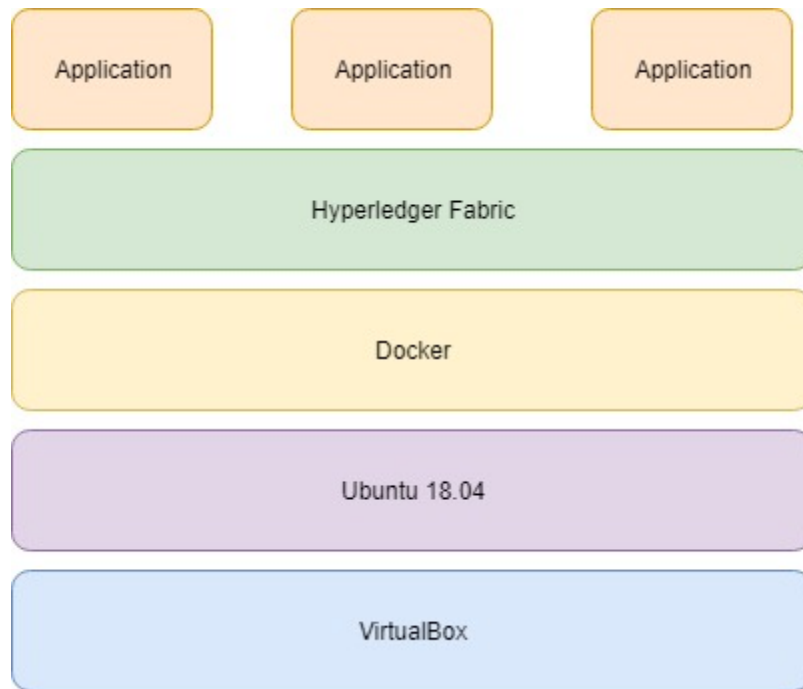 Application Application Application
Hyperledger Fabric
Docker
Ubuntu 18.04
VirtualBox